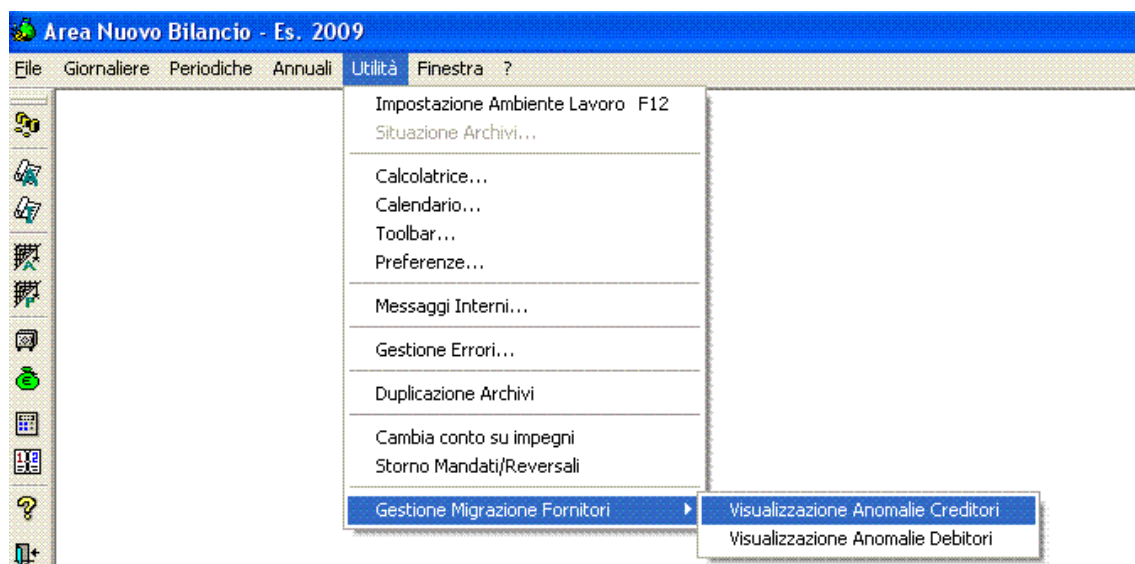 Area Nuovo Bilancio - Es. 2009
File Giornaliere Periodiche Annuali Utilità Finestra ?
Impostazione Ambiente Lavoro F12
Situazione Archivi...
Calcolatrice...
Calendario...
Toolbar...
Preferenze...
Messaggi Interni...
Gestione Errori...
Duplicazione Archivi
Cambia conto su impegni
Storno Mandati/Reversali
Gestione Migrazione Fornitori
Visualizzazione Anomalie Creditori
Visualizzazione Anomalie Debitori